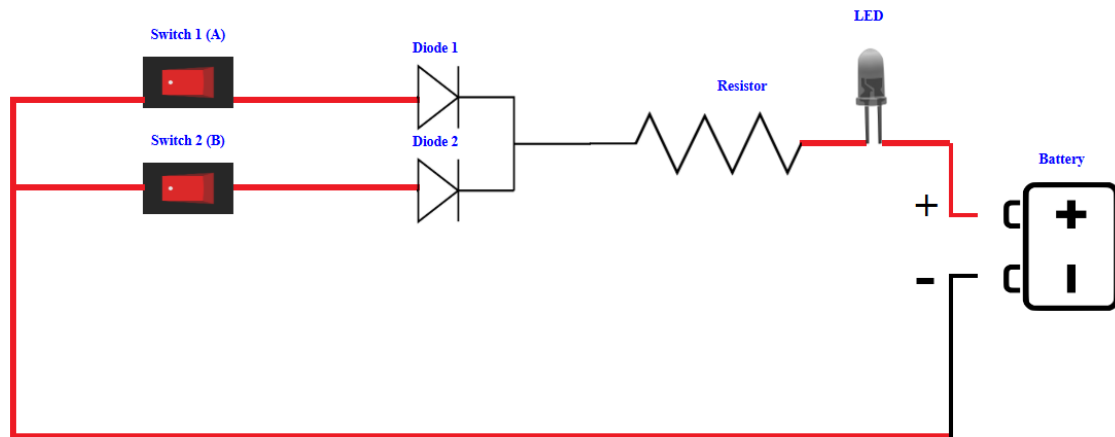 LED
Switch 1 (A)
Diode 1
Resistor
Switch 2 (B)
Diode 2
Battery
+
+
-
-